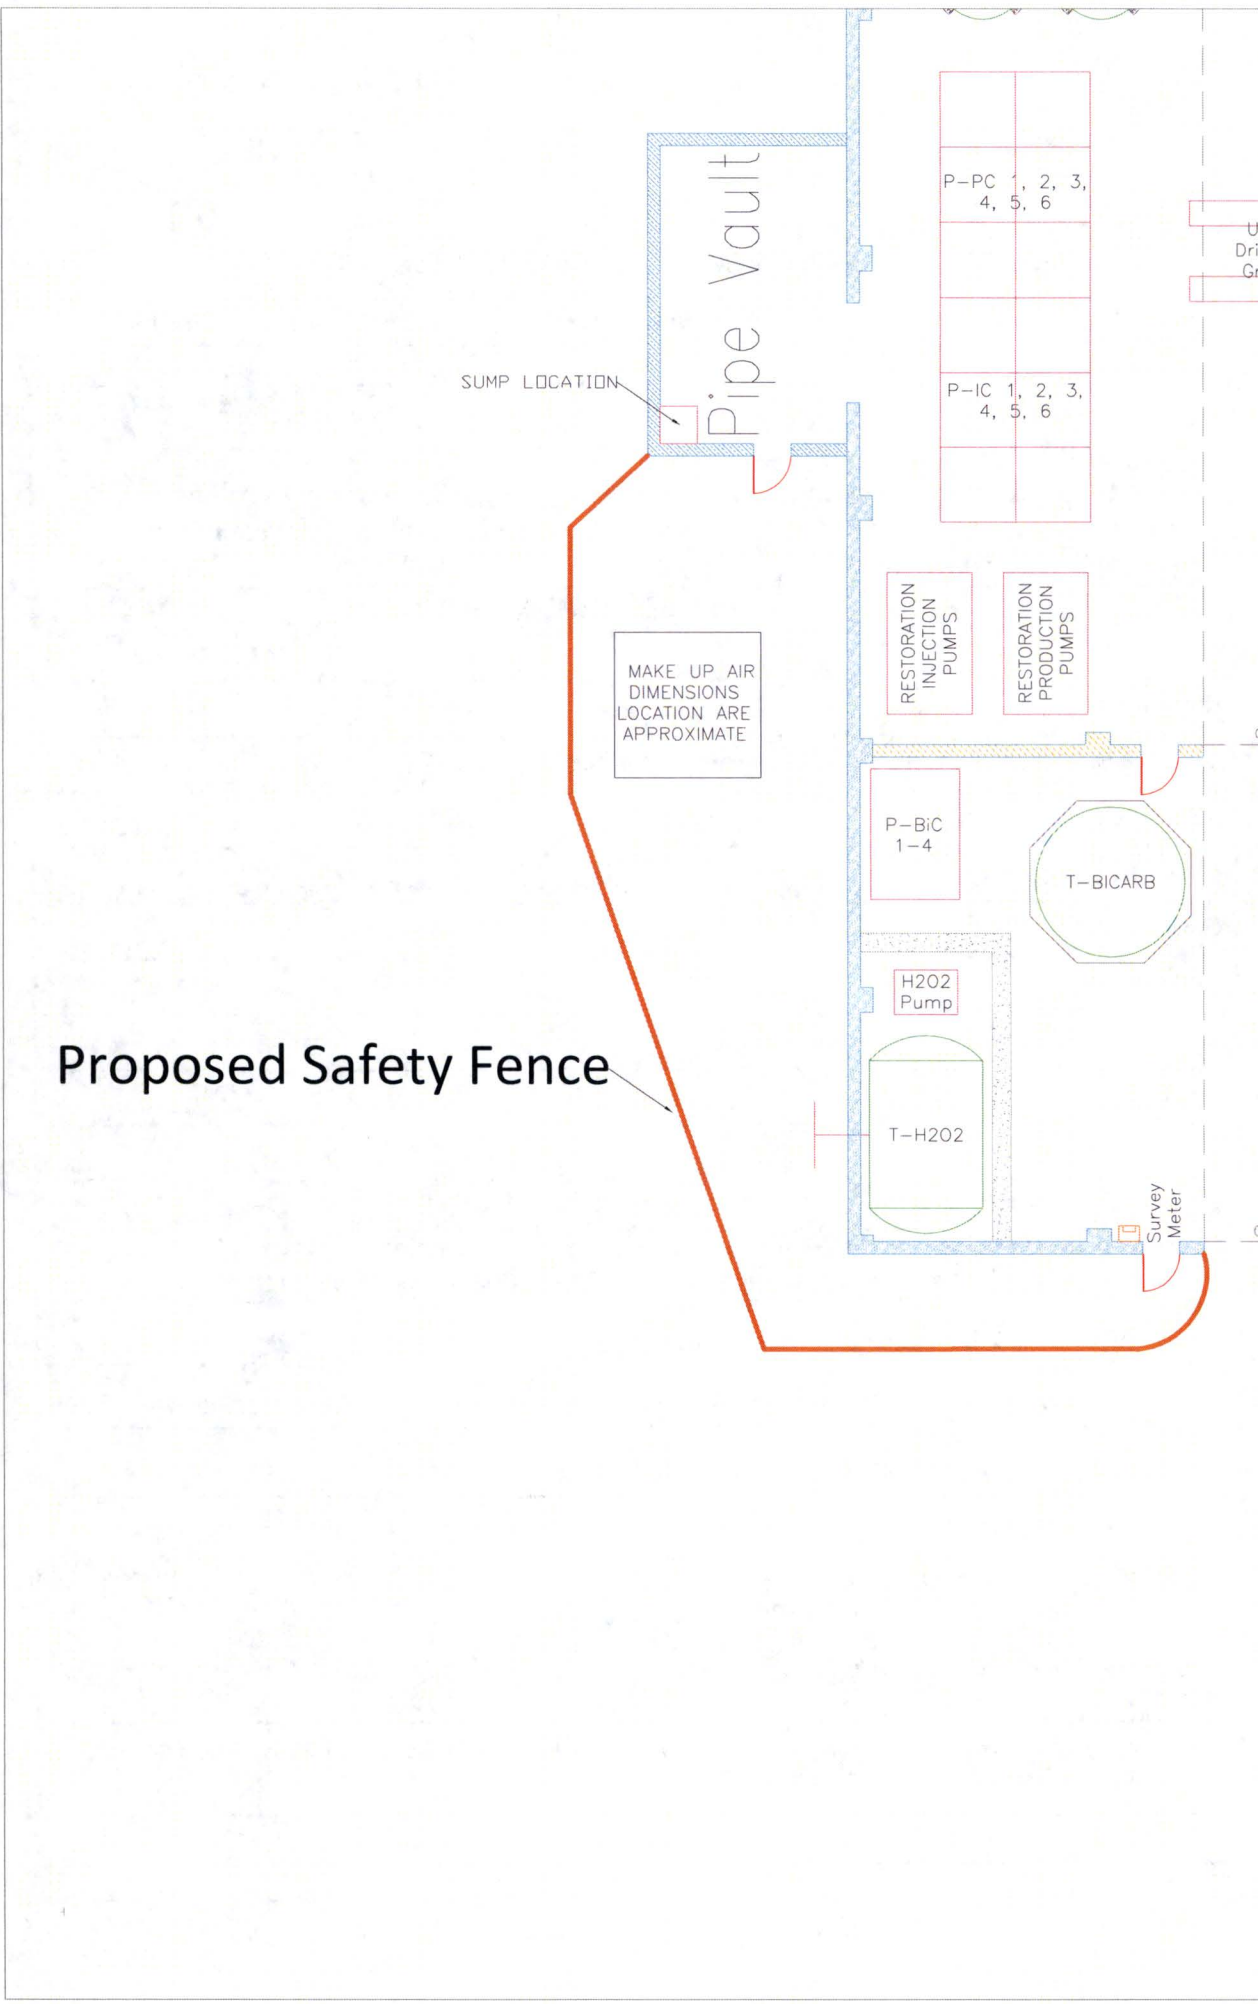 P-PC 1, 2, 3,
4, 5, 6
Pipe Vault
SUMP LOCATION
P-IC 1, 2, 3,
4, 5, 6
RESTORATION
INJECTION
PUMPS
RESTORATION
PRODUCTION
PUMPS
MAKE UP AIR
DIMENSIONS
LOCATION ARE
APPROXIMATE
P-BiC
1-4
T-BICARB
H2O2
Pump
Proposed Safety Fence
T-H2O2
Survey
Meter